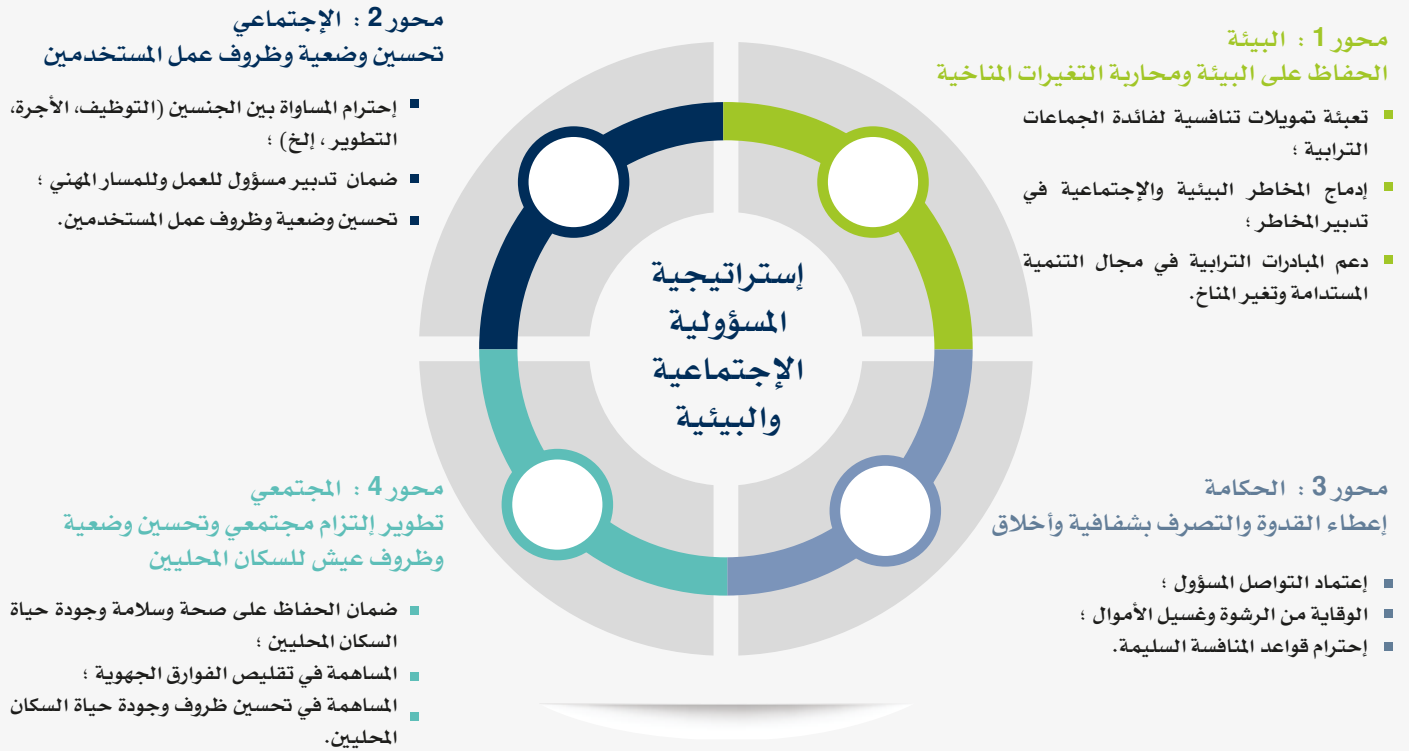 محور 1 : البيئة
الحفاظ على البيئة ومحاربة التغيرات المناخية
تعبئة تمويلات تنافسية لفائدة الجماعات
الترابية ؛
إدماج المخاطر البيئية والإجتماعية في
تدبير المخاطر ؛
دعم المبادرات الترابية في مجال التنمية
المستدامة وتغير المناخ.
محور 2 : الإجتماعي
تحسين وضعية وظروف عمل المستخدمين
إحترام المساواة بين الجنسين (التوظيف، الأجرة،
التطوير ، إلخ) ؛
ضمان تدبير مسؤول للعمل وللمسار المهني ؛
تحسين وضعية وظروف عمل المستخدمين.
إستراتيجية
المسؤولية
الإجتماعية
والبيئية
محور 3 : الحكامة
إعطاء القدوة والتصرف بشفافية وأخلاق
إعتماد التواصل المسؤول ؛
الوقاية من الرشوة وغسيل الأموال ؛
إحترام قواعد المنافسة السليمة.
محور 4 : المجتمعي
تطوير إلتزام مجتمعي وتحسين وضعية
وظروف عيش للسكان المحليين
ضمان الحفاظ على صحة وسلامة وجودة حياة
السكان المحليين ؛
المساهمة في تقليص الفوارق الجهوية ؛
المساهمة في تحسين ظروف وجودة حياة السكان
المحليين.